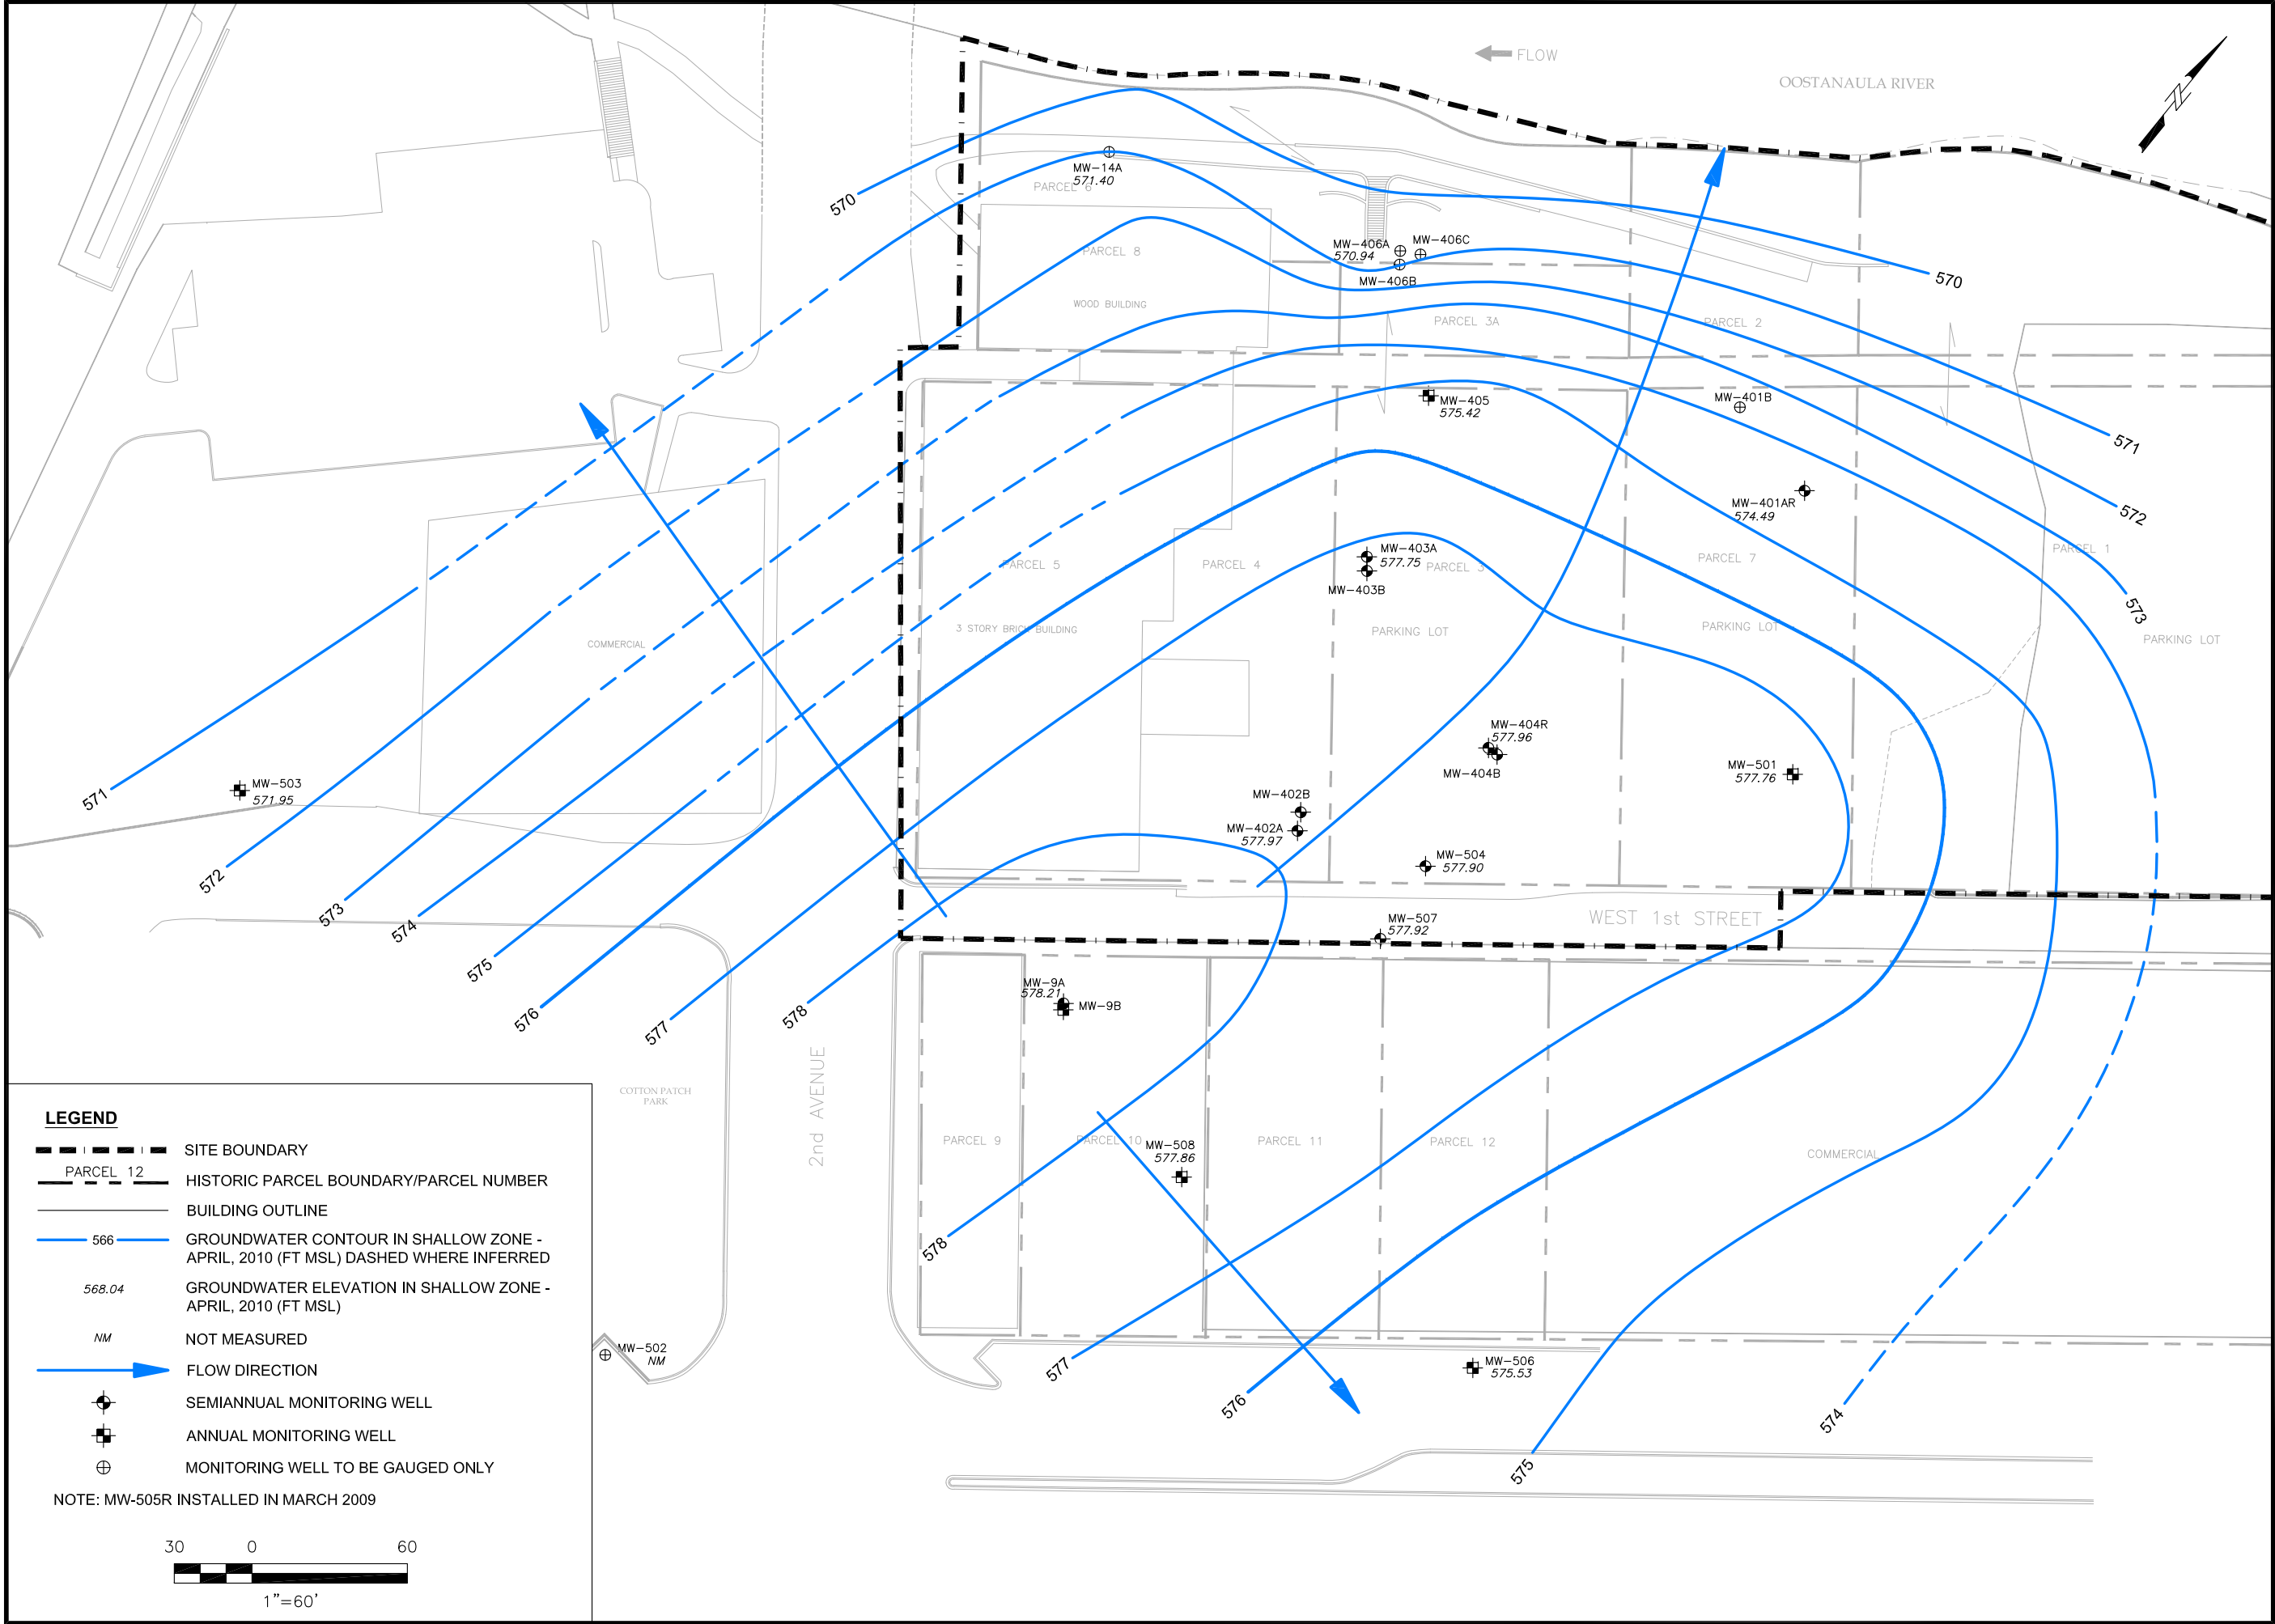 FLOW
OOSTANAULA RIVER
N
MW-14A
571.40
PARCEL 6
570
MW-406A
570.94
MW-406C
MW-406B
PARCEL 8
570
WOOD BUILDING
PARCEL 3A
PARCEL 2
MW-405
575.42
MW-401B
571
MW-401AR
574.49
572
PARCEL 1
MW-403A
577.75
PARCEL 3
MW-403B
PARCEL 5
PARCEL 4
PARCEL 7
573
3 STORY BRICK BUILDING
PARKING LOT
PARKING LOT
PARKING LOT
COMMERCIAL
MW-404R
577.96
MW-404B
MW-501
577.76
MW-503
571.95
571
MW-402B
MW-402A
577.97
MW-504
577.90
572
573
574
575
576
577
578
WEST 1st STREET
MW-507
577.92
MW-9A
578.21
MW-9B
COTTON PATCH
PARK
2nd AVENUE
PARCEL 9
PARCEL 10
MW-508
577.86
PARCEL 11
PARCEL 12
COMMERCIAL
578
577
576
575
574
MW-506
575.53
MW-502
NM
LEGEND
SITE BOUNDARY
PARCEL 12
HISTORIC PARCEL BOUNDARY/PARCEL NUMBER
BUILDING OUTLINE
566
GROUNDWATER CONTOUR IN SHALLOW ZONE -
APRIL, 2010 (FT MSL) DASHED WHERE INFERRED
568.04
GROUNDWATER ELEVATION IN SHALLOW ZONE -
APRIL, 2010 (FT MSL)
NM
NOT MEASURED
FLOW DIRECTION
SEMIANNUAL MONITORING WELL
ANNUAL MONITORING WELL
MONITORING WELL TO BE GAUGED ONLY
NOTE: MW-505R INSTALLED IN MARCH 2009
30 0 60
1"=60'